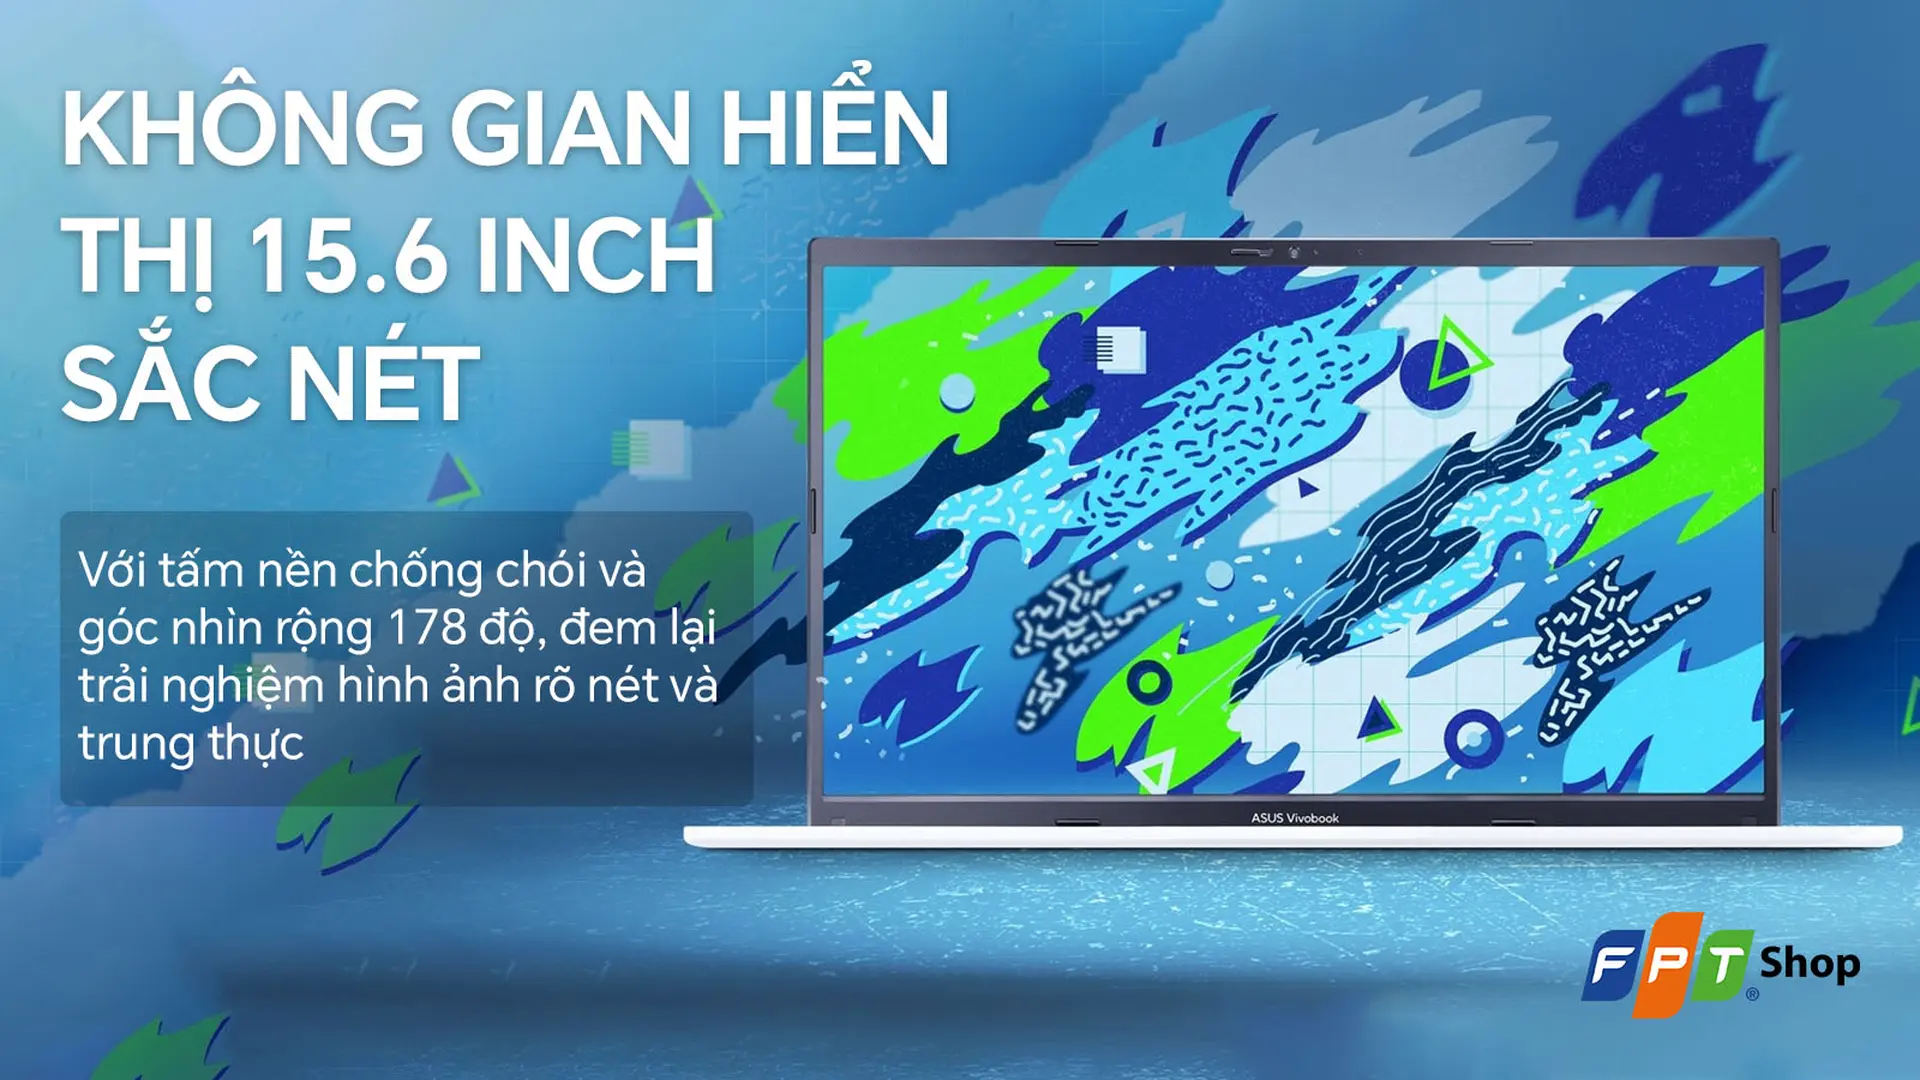 KHÔNG GIAN HIỂN
THỊ 15.6 INCH
SẮC NÉT
Với tấm nền chống chói và
góc nhìn rộng 178 độ, đem lại
trải nghiệm hình ảnh rõ nét và
trung thực
ASUS Vivobook
FPT® Shop